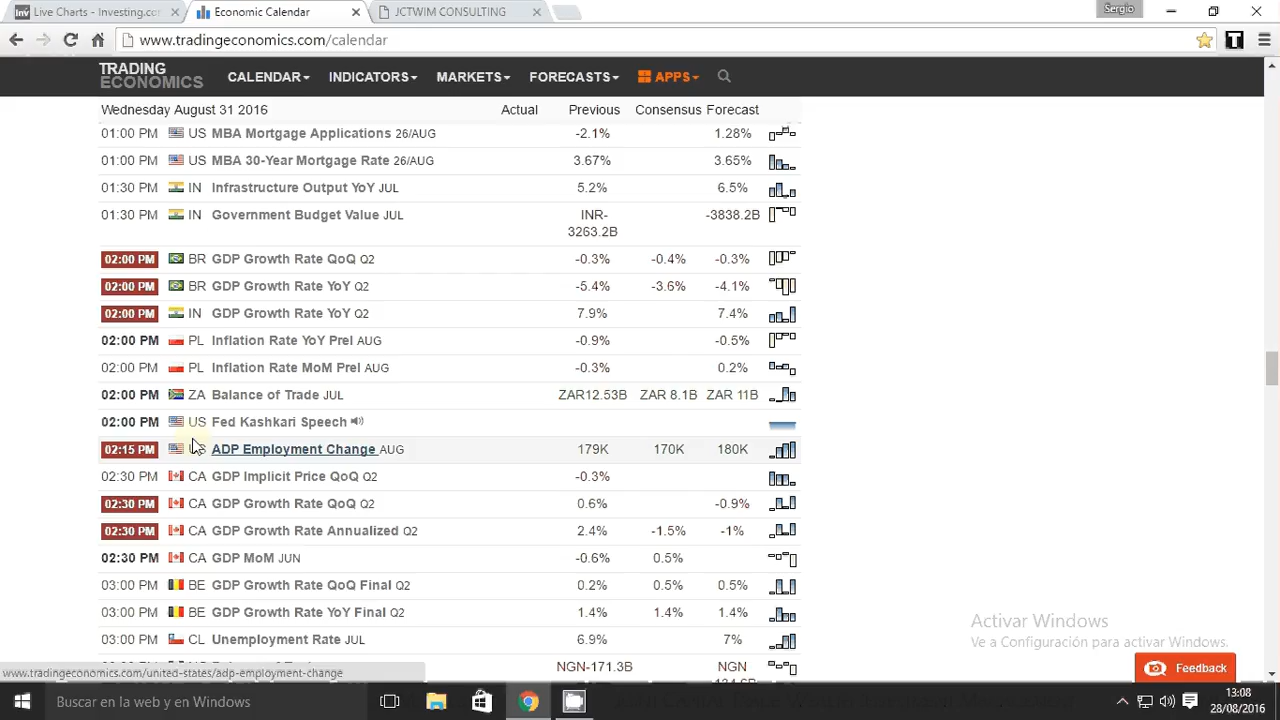 Live Charts - Investing.co
Economic Calendar
JCTWIM CONSULTING
Sergio
www.tradingeconomics.com/calendar
TRADING ECONOMICS
CALENDAR INDICATORS MARKETS FORECASTS APPS
Wednesday August 31 2016 Actual Previous Consensus Forecast
01:00 PM US MBA Mortgage Applications 26/AUG -2.1% 1.28%
01:00 PM US MBA 30-Year Mortgage Rate 26/AUG 3.67% 3.65%
01:30 PM IN Infrastructure Output YoY JUL 5.2% 6.5%
01:30 PM IN Government Budget Value JUL INR-3263.2B -3838.2B
02:00 PM BR GDP Growth Rate QoQ Q2 -0.3% -0.4% -0.3%
02:00 PM BR GDP Growth Rate YoY Q2 -5.4% -3.6% -4.1%
02:00 PM IN GDP Growth Rate YoY Q2 7.9% 7.4%
02:00 PM PL Inflation Rate YoY Prel AUG -0.9% -0.5%
02:00 PM PL Inflation Rate MoM Prel AUG -0.3% 0.2%
02:00 PM ZA Balance of Trade JUL ZAR12.53B ZAR 8.1B ZAR 11B
02:00 PM US Fed Kashkari Speech
02:15 PM US ADP Employment Change AUG 179K 170K 180K
02:30 PM CA GDP Implicit Price QoQ Q2 -0.3%
02:30 PM CA GDP Growth Rate QoQ Q2 0.6% -0.9%
02:30 PM CA GDP Growth Rate Annualized Q2 2.4% -1.5% -1%
02:30 PM CA GDP MoM JUN -0.6% 0.5%
03:00 PM BE GDP Growth Rate QoQ Final Q2 0.2% 0.5% 0.5%
03:00 PM BE GDP Growth Rate YoY Final Q2 1.4% 1.4% 1.4%
03:00 PM CL Unemployment Rate JUL 6.9% 7%
NGN-171.3B NGN
www.tradingeconomics.com/united-states/adp-employment-change
Activar Windows
Ve a Configuración para activar Windows.
Feedback
Buscar en la web y en Windows
13:08
28/08/2016